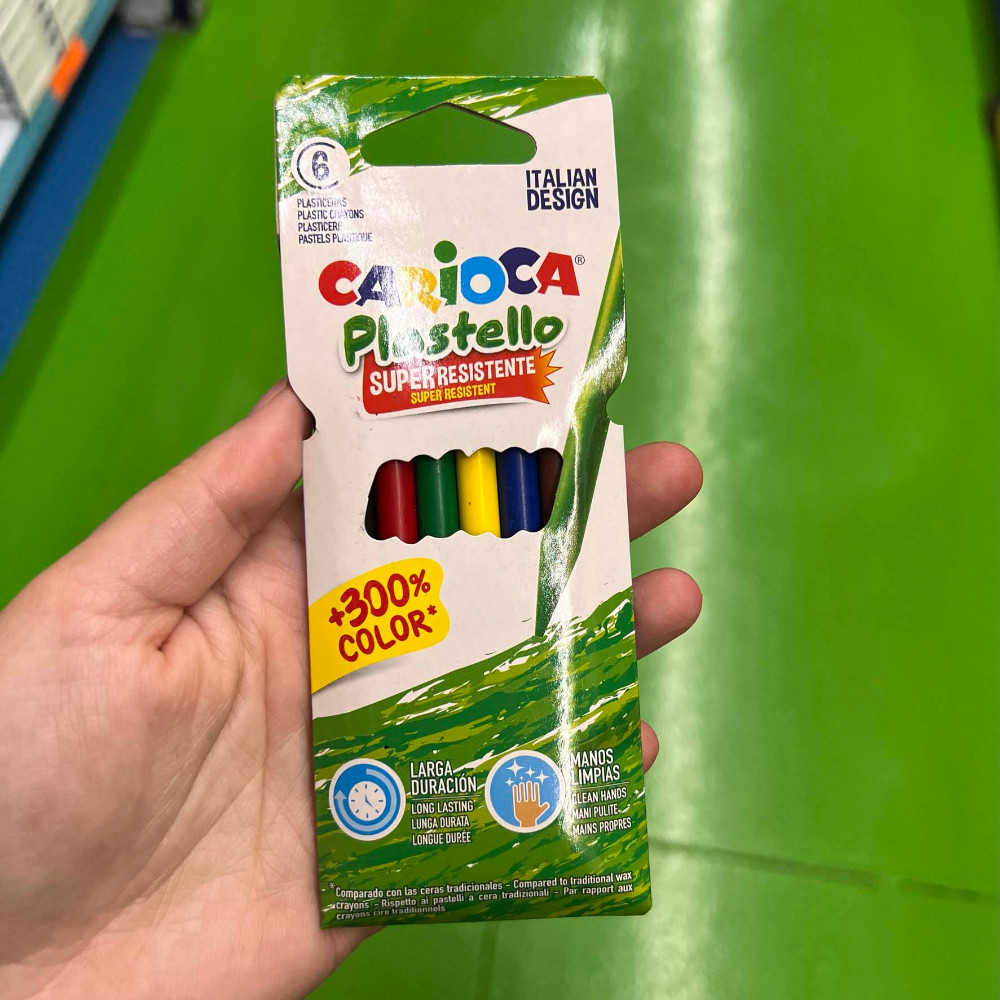 6
PLASTICERAS
PLASTIC CRAYONS
PLASTICERE
PASTELS PLASTIQUE
ITALIAN
DESIGN
CARIOCA®
Plastello
SUPER RESISTENTE
SUPER RESISTENT
+300%
COLOR*
LARGA
DURACIÓN
LONG LASTING
LUNGA DURATA
LONGUE DURÉE
MANOS
LIMPIAS
CLEAN HANDS
MANI PULITE
MAINS PROPRES
*Comparado con las ceras tradicionales - Compared to traditional wax
crayons - Rispetto ai pastelli a cera tradizionali - Par rapport aux
crayons cire traditionnels